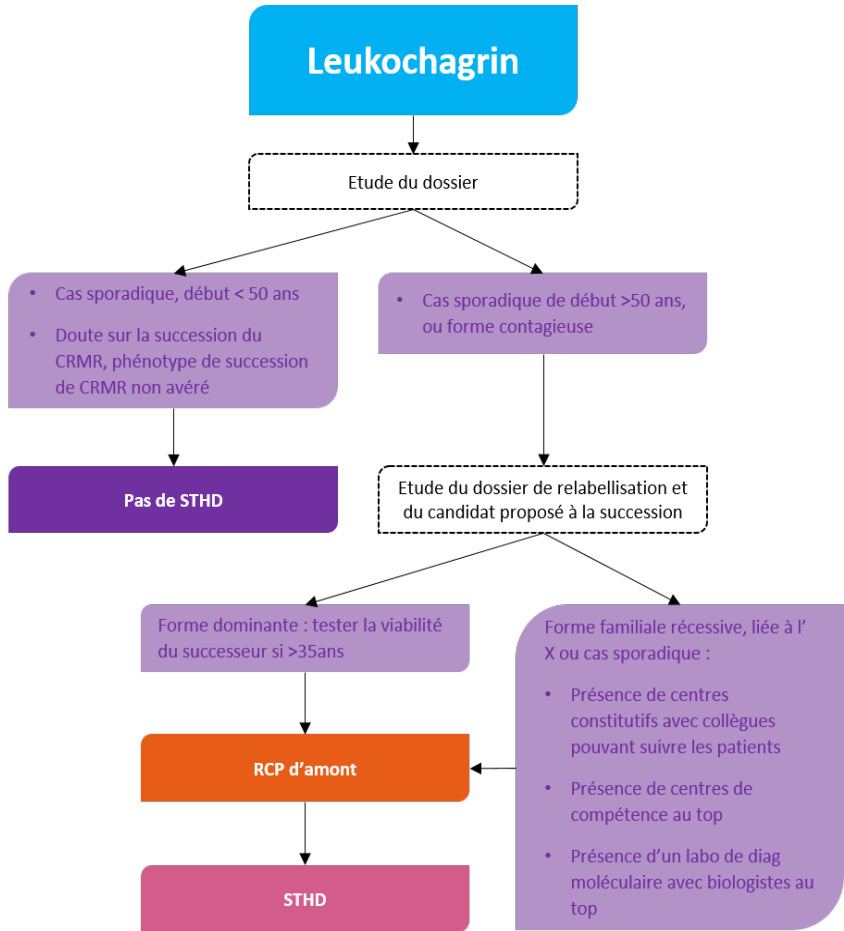 Leukochagrin
Etude du dossier
• Cas sporadique, début < 50 ans
• Doute sur la succession du
CRMR, phénotype de succession
de CRMR non avéré
• Cas sporadique de début >50 ans,
ou forme contagieuse
Pas de STHD
Etude du dossier de relabellisation et
du candidat proposé à la succession
Forme dominante : tester la viabilité
du successeur si >35ans
Forme familiale récessive, liée à l’
X ou cas sporadique :
• Présence de centres
constitutifs avec collègues
pouvant suivre les patients
• Présence de centres de
compétence au top
• Présence d’un labo de diag
moléculaire avec biologistes au
top
RCP d’amont
STHD